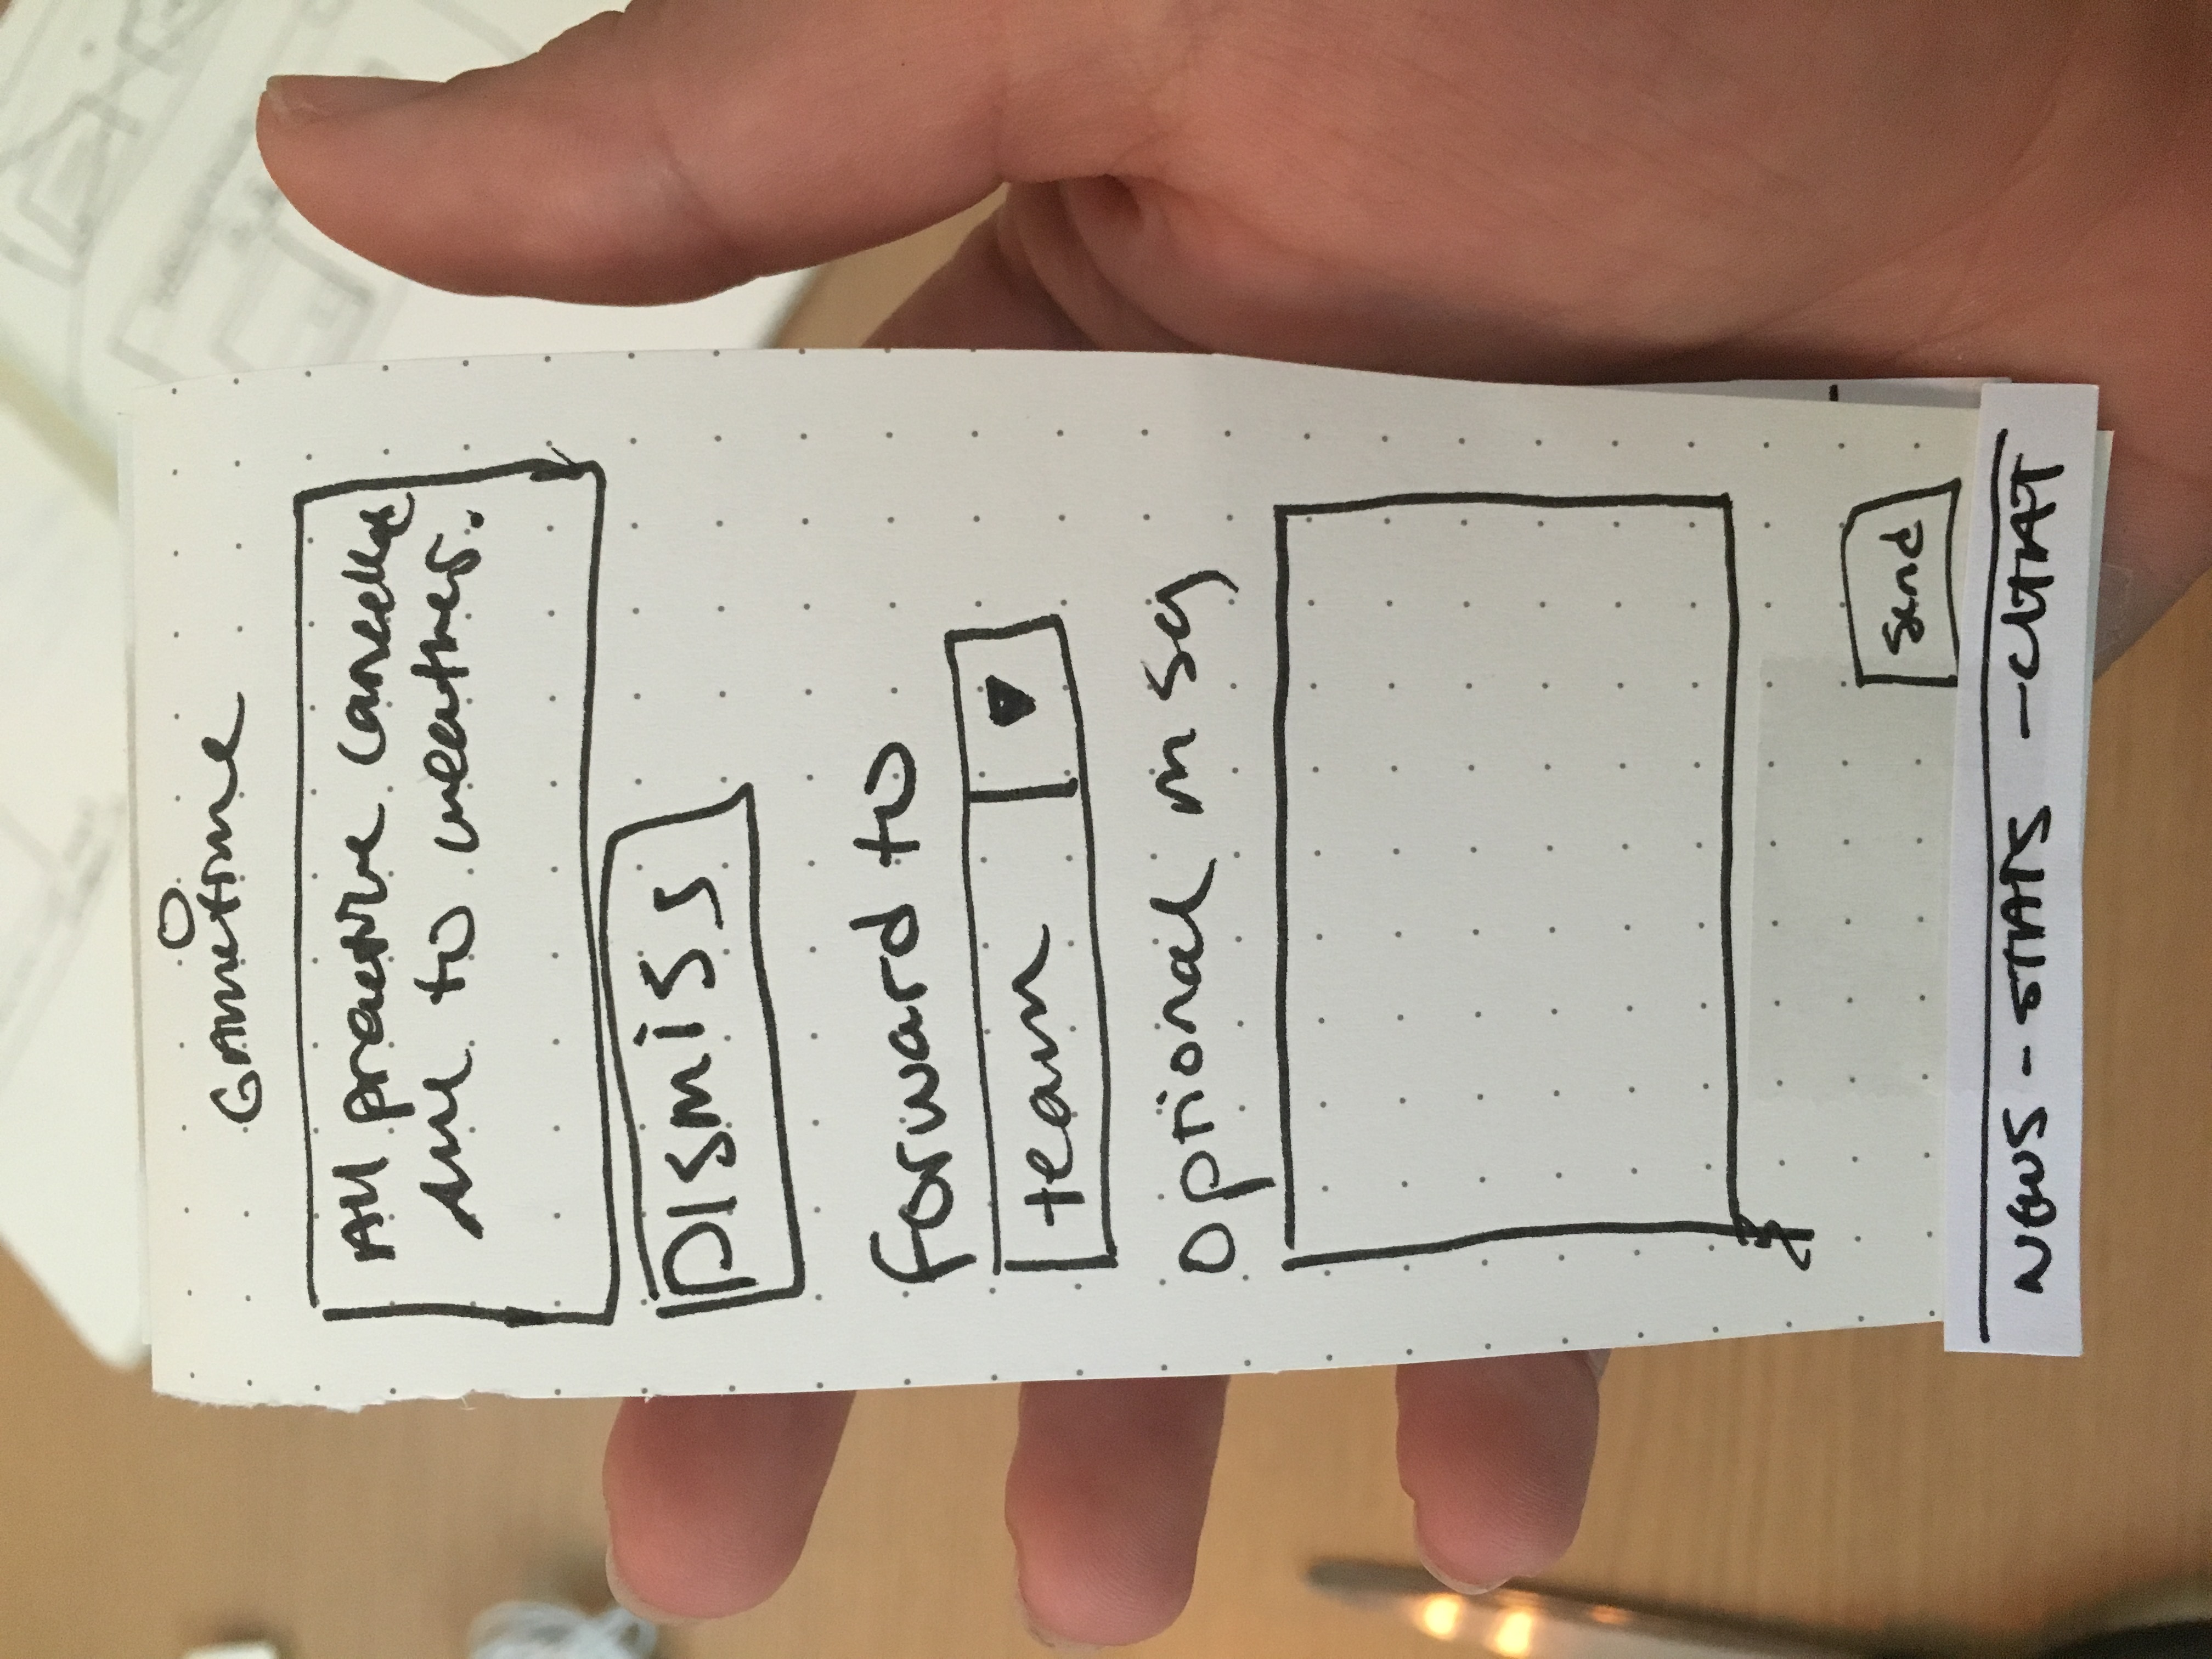 Gametime
All practice cancelled
due to weather.
Dismiss
Forward to
team
optional msg
Send
NEWS - STATS - CHAT